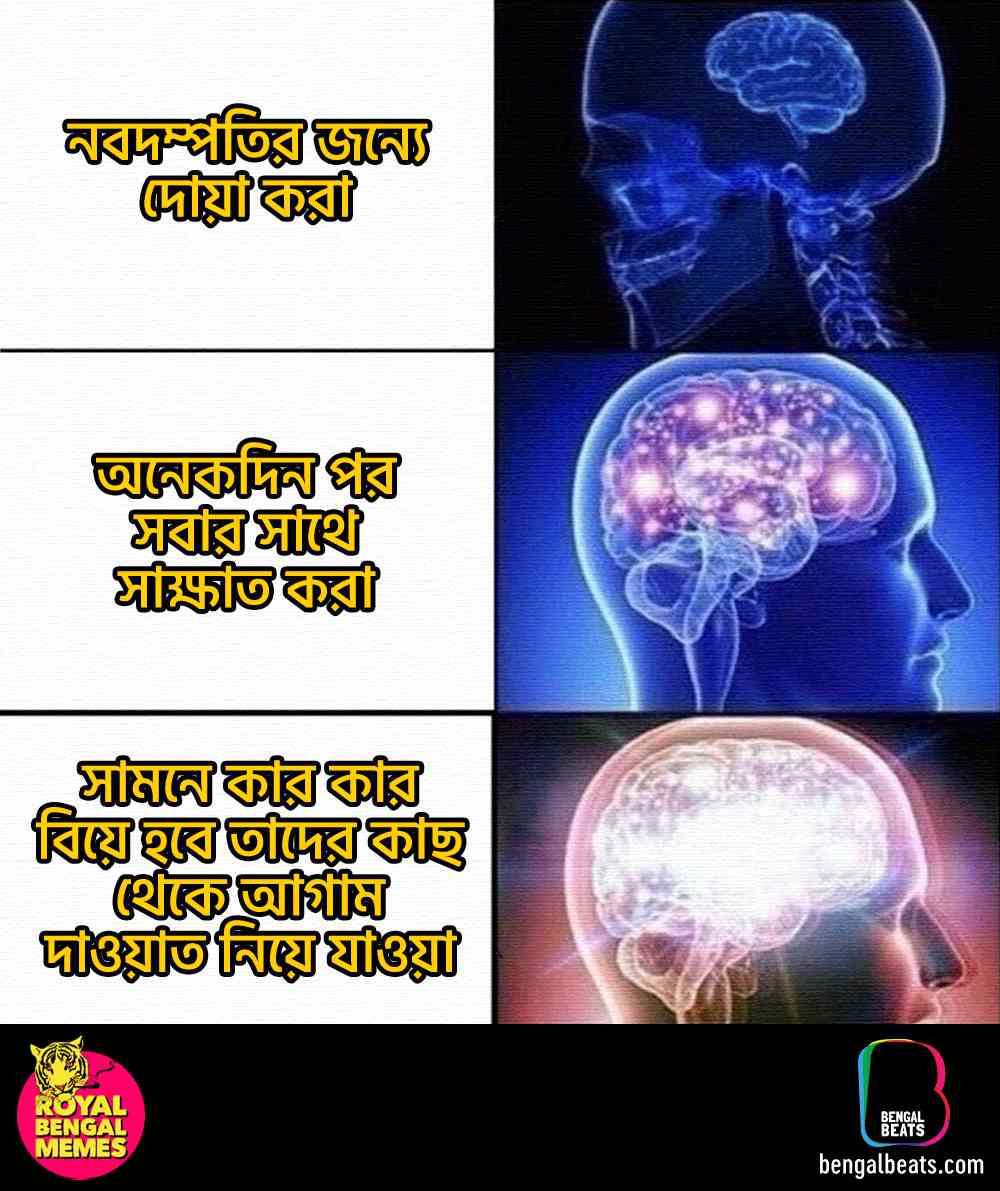 নবদম্পতির জন্যে
দোয়া করা
অনেকদিন পর
সবার সাথে
সাক্ষাত করা
সামনে কার কার
বিয়ে হবে তাদের কাছ
থেকে আগাম
দাওয়াত নিয়ে যাওয়া
ROYAL
BENGAL
MEMES
BENGAL
BEATS
bengalbeats.com